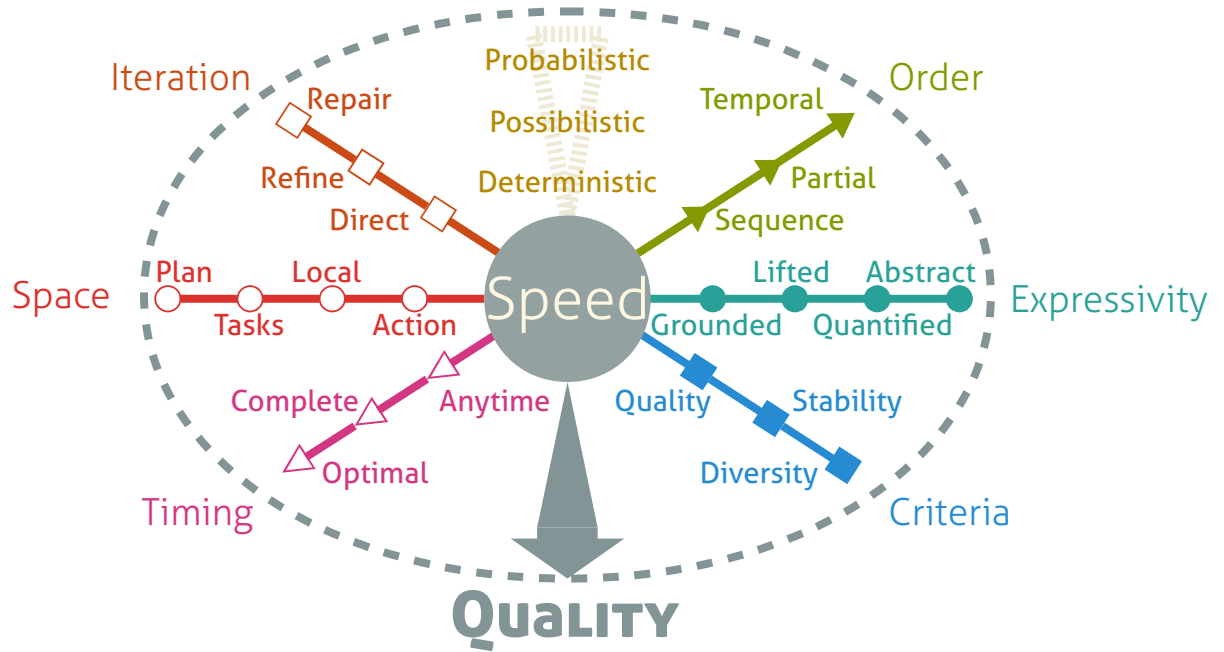 Probabilistic
Iteration
Order
Repair
Temporal
Possibilistic
Refine
Deterministic
Partial
Direct
Sequence
Plan
Local
Lifted
Abstract
Space
Speed
Expressivity
Tasks
Action
Grounded
Quantified
Complete
Anytime
Quality
Stability
Optimal
Diversity
Timing
Criteria
QuaLITY